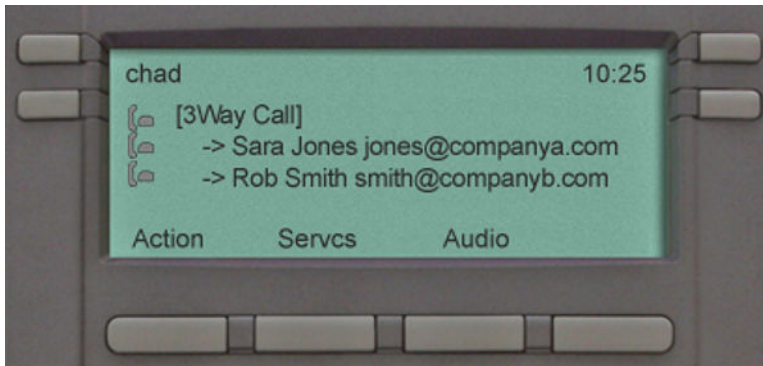 chad 10:25
[3Way Call]
-> Sara Jones jones@companya.com
-> Rob Smith smith@companyb.com
Action Servcs Audio